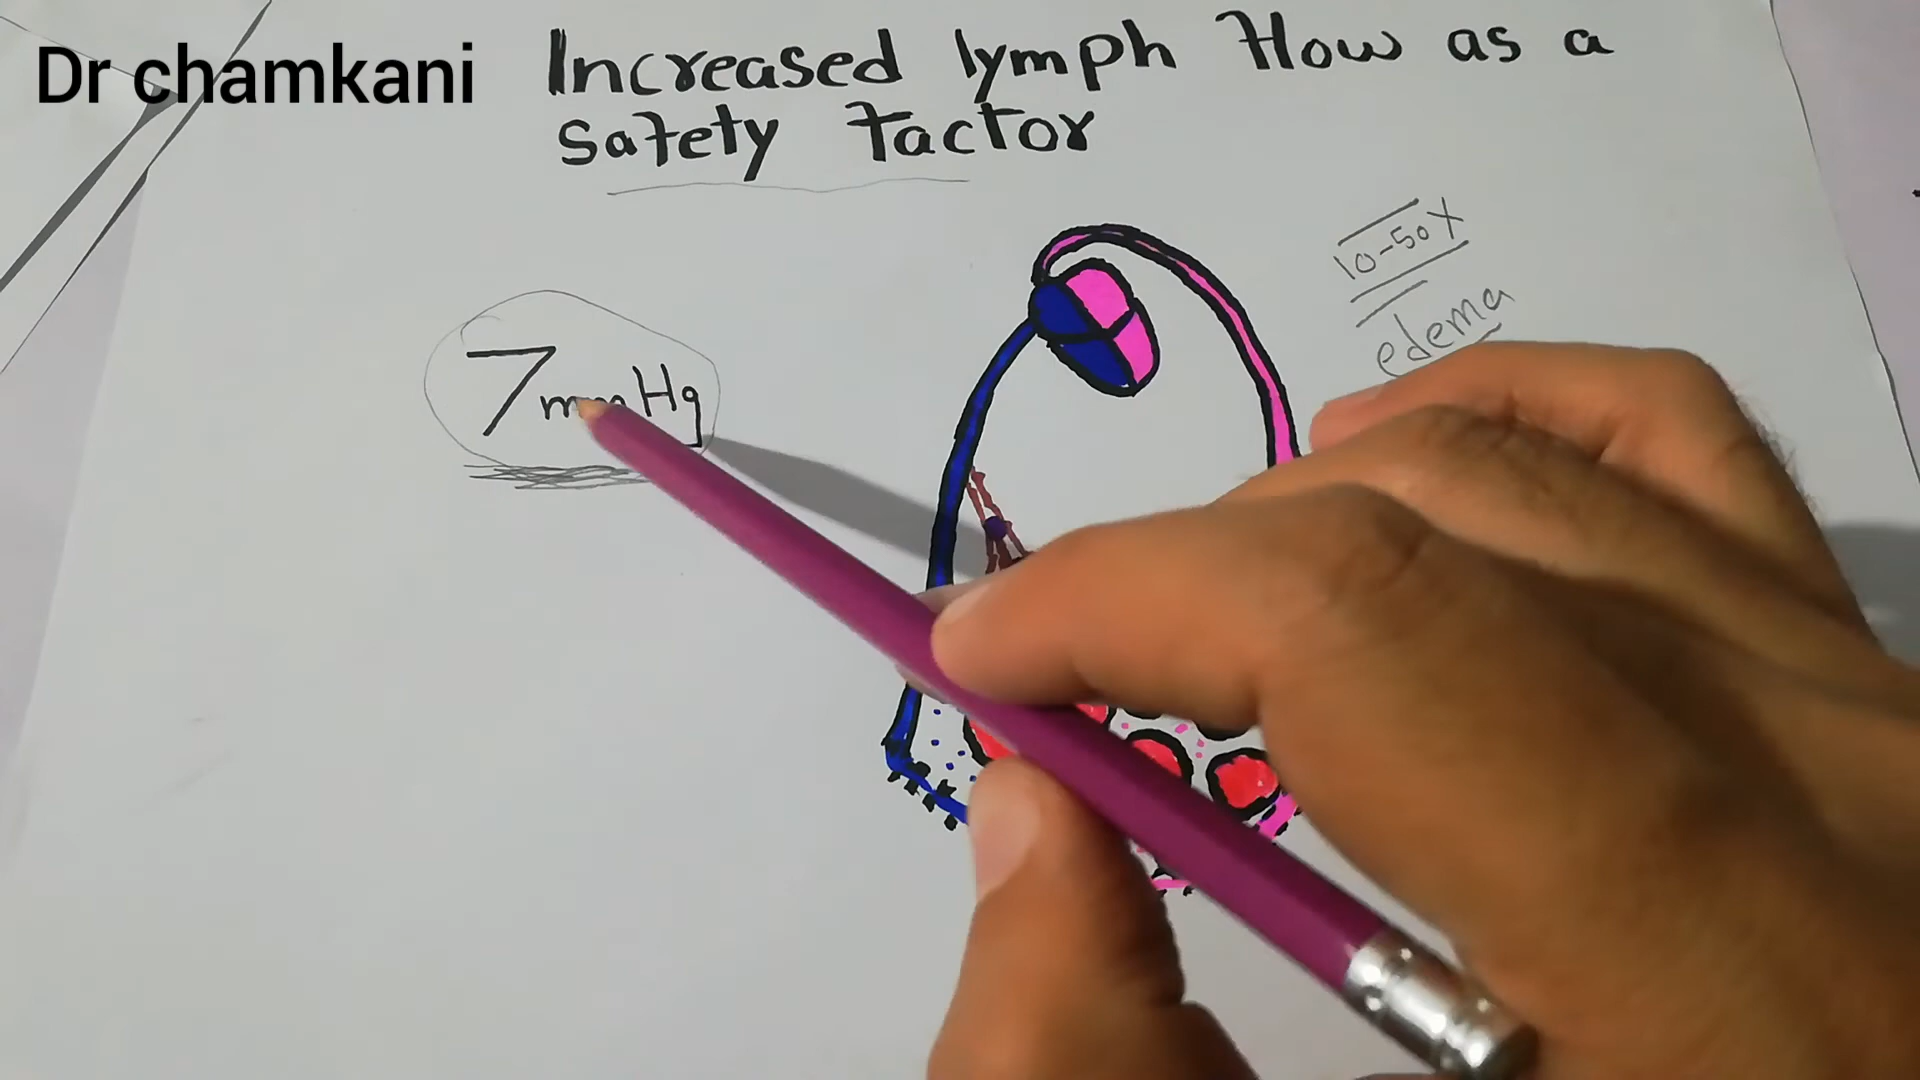 Dr chamkani
Increased lymph flow as a
Safety factor
10-50X
edema
7mmHg